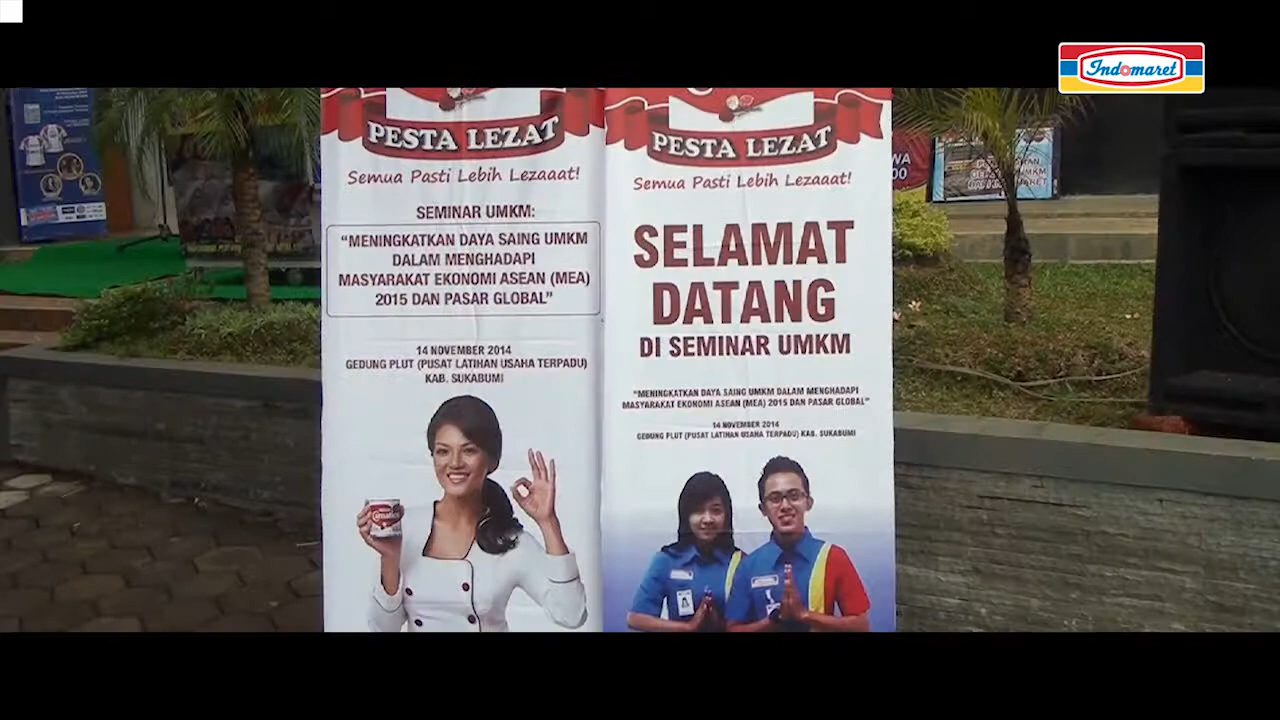 Indomaret
PESTA LEZAT
Semua Pasti Lebih Lezaaat!
SEMINAR UMKM:
“MENINGKATKAN DAYA SAING UMKM
DALAM MENGHADAPI
MASYARAKAT EKONOMI ASEAN (MEA)
2015 DAN PASAR GLOBAL”
14 NOVEMBER 2014
GEDUNG PLUT (PUSAT LATIHAN USAHA TERPADU)
KAB. SUKABUMI
PESTA LEZAT
Semua Pasti Lebih Lezaaat!
SELAMAT
DATANG
DI SEMINAR UMKM
“MENINGKATKAN DAYA SAING UMKM DALAM MENGHADAPI
MASYARAKAT EKONOMI ASEAN (MEA) 2015 DAN PASAR GLOBAL”
14 NOVEMBER 2014
GEDUNG PLUT (PUSAT LATIHAN USAHA TERPADU) KAB. SUKABUMI